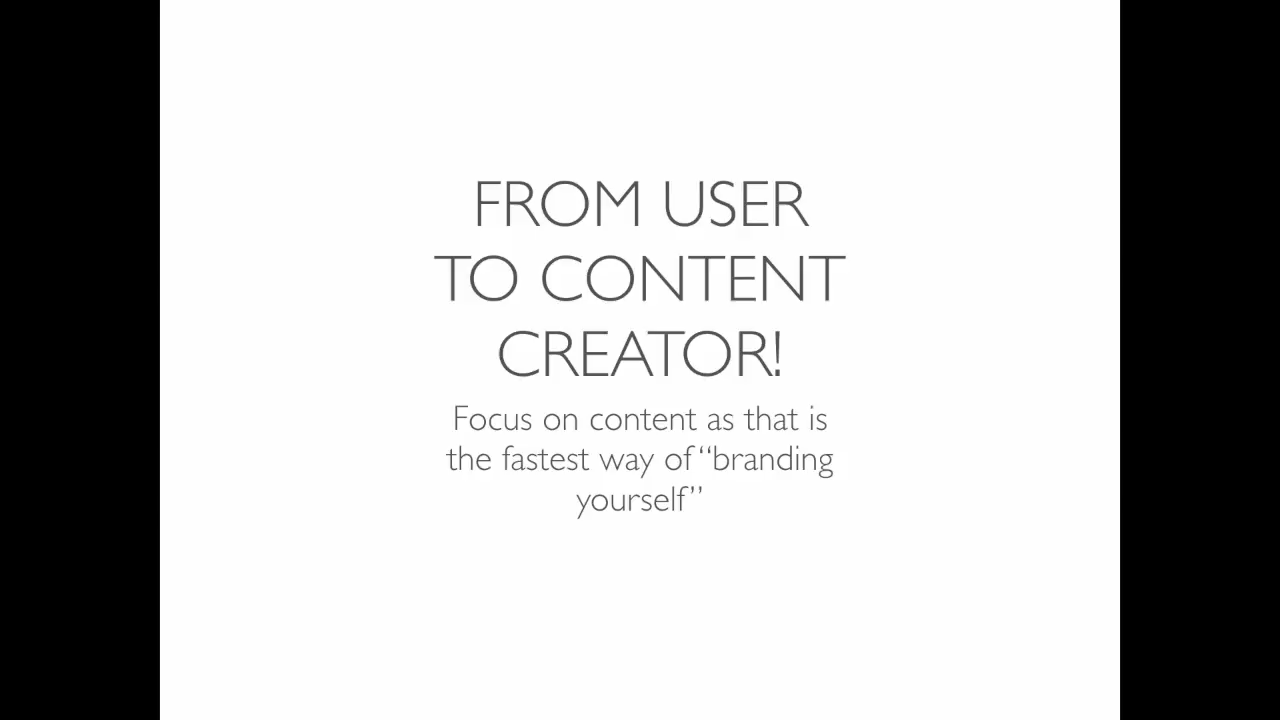 FROM USER
TO CONTENT
CREATOR!
Focus on content as that is
the fastest way of “branding
yourself”